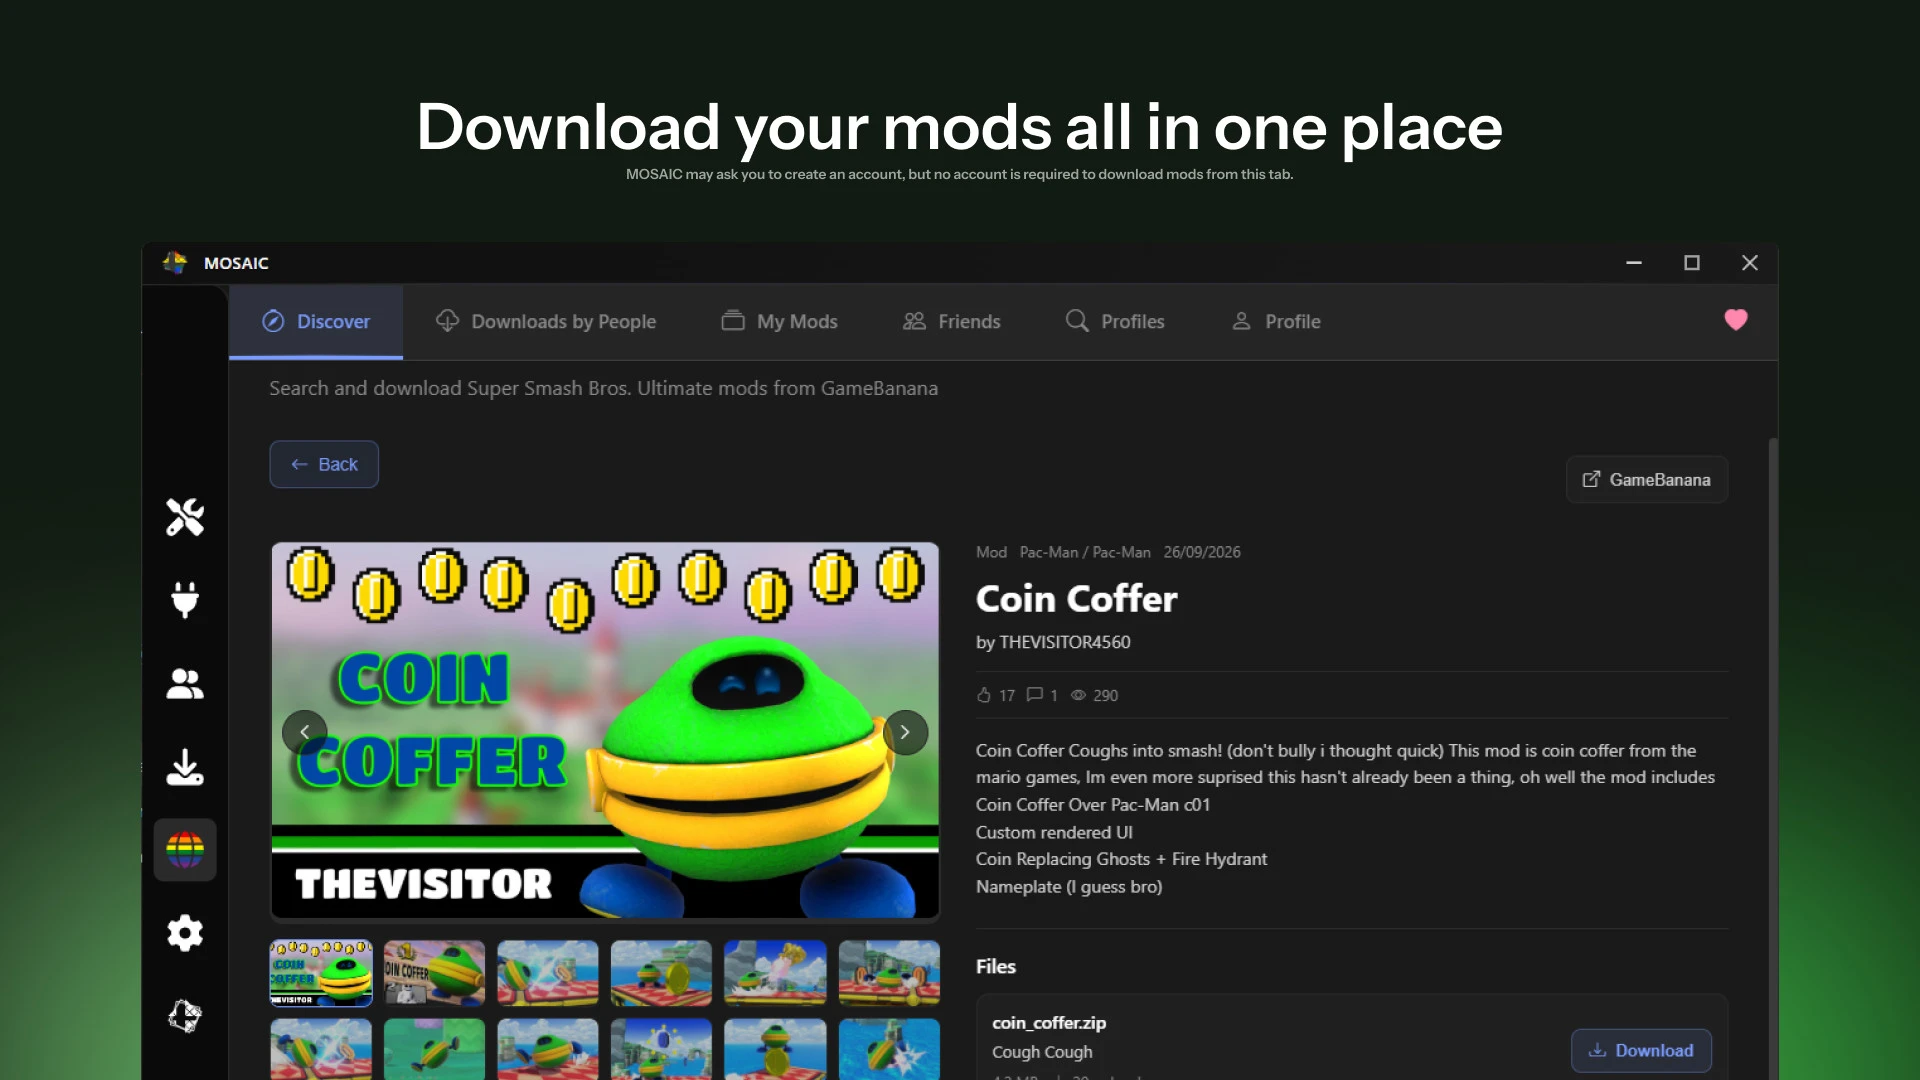 Download your mods all in one place
MOSAIC may ask you to create an account, but no account is required to download mods from this tab.
MOSAIC
Discover
Downloads by People
My Mods
Friends
Profiles
Profile
Search and download Super Smash Bros. Ultimate mods from GameBanana
Back
GameBanana
COIN
COFFER
THEVISITOR
Mod Pac-Man / Pac-Man 26/09/2026
Coin Coffer
by THEVISITOR4560
17 1 290
Coin Coffer Coughs into smash! (don't bully i thought quick) This mod is coin coffer from the
mario games, Im even more suprised this hasn't already been a thing, oh well the mod includes
Coin Coffer Over Pac-Man c01
Custom rendered UI
Coin Replacing Ghosts + Fire Hydrant
Nameplate (I guess bro)
Files
coin_coffer.zip
Cough Cough
Download
COIN
COFFER
THEVISITOR
COIN COFFER